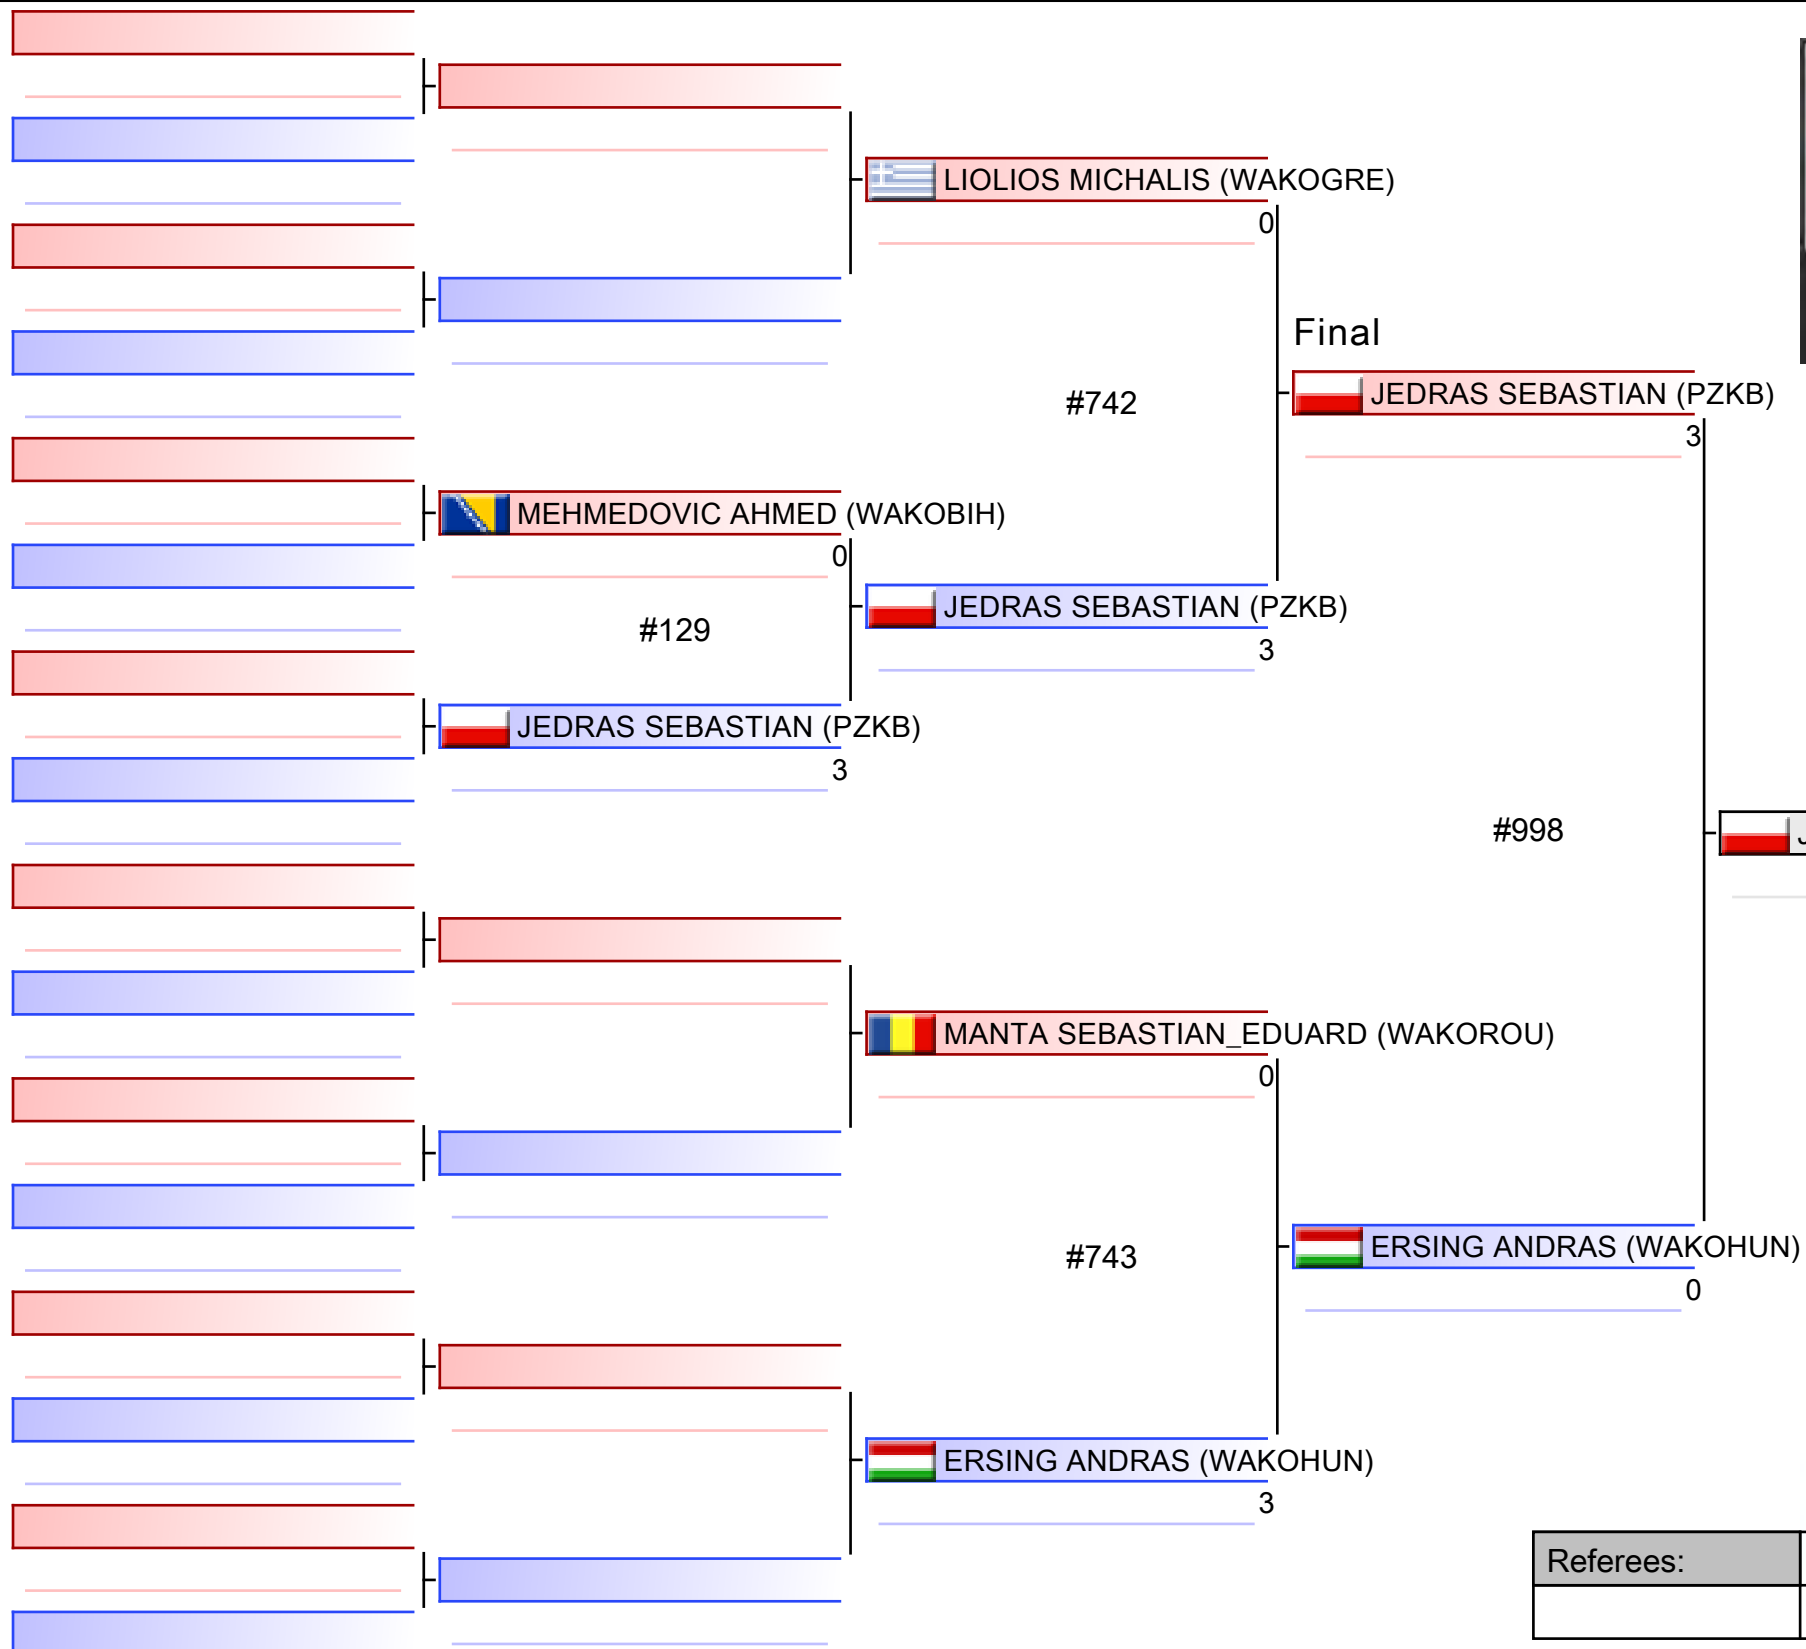 LIOLIOS MICHALIS (WAKOGRE)
0
Final
#742
JEDRAS SEBASTIAN (PZKB)
3
MEHMEDOVIC AHMED (WAKOBIH)
0
#129
JEDRAS SEBASTIAN (PZKB)
3
JEDRAS SEBASTIAN (PZKB)
3
#998
MANTA SEBASTIAN_EDUARD (WAKOROU)
0
#743
ERSING ANDRAS (WAKOHUN)
0
ERSING ANDRAS (WAKOHUN)
3
Referees: